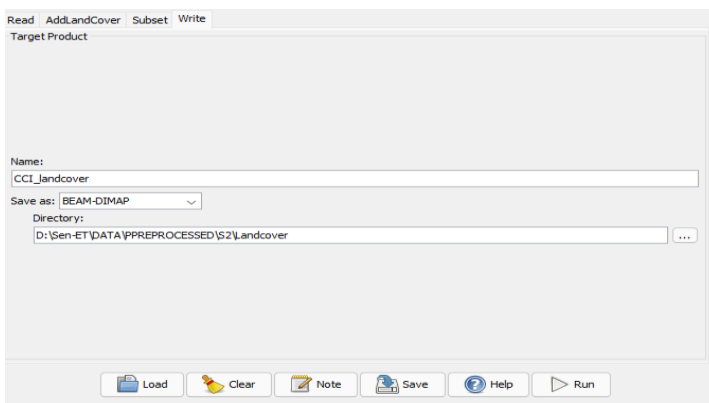 Read AddLandCover Subset Write
Target Product
Name:
CCI_landcover
Save as: BEAM-DIMAP
Directory:
D:\Sen-ET\DATA\PPREPROCESSED\S2\Landcover
...
Load Clear Note Save Help Run